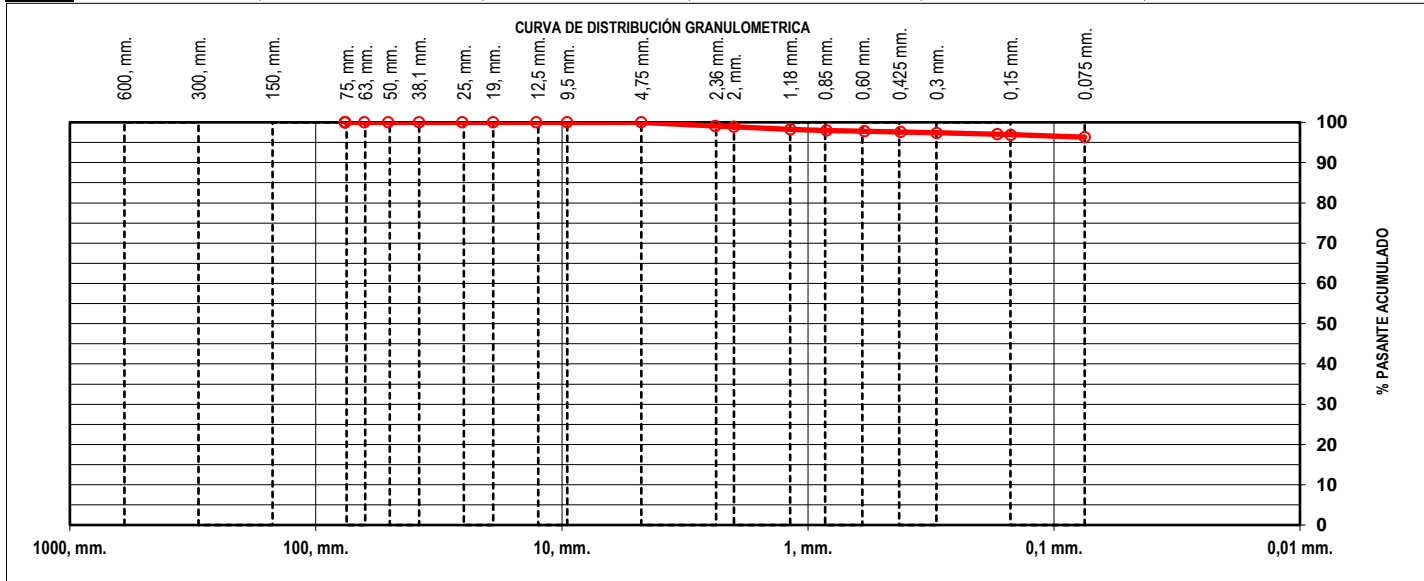 CURVA DE DISTRIBUCIÓN GRANULOMETRICA
600, mm.
300, mm.
150, mm.
75, mm.
63, mm.
50, mm.
38,1 mm.
25, mm.
19, mm.
12,5 mm.
9,5 mm.
4,75 mm.
2,36 mm.
2, mm.
1,18 mm.
0,85 mm.
0,60 mm.
0,425 mm.
0,3 mm.
0,15 mm.
0,075 mm.
100
90
80
70
60
50
40
30
20
10
0
% PASANTE ACUMULADO
1000, mm.
100, mm.
10, mm.
1, mm.
0,1 mm.
0,01 mm.